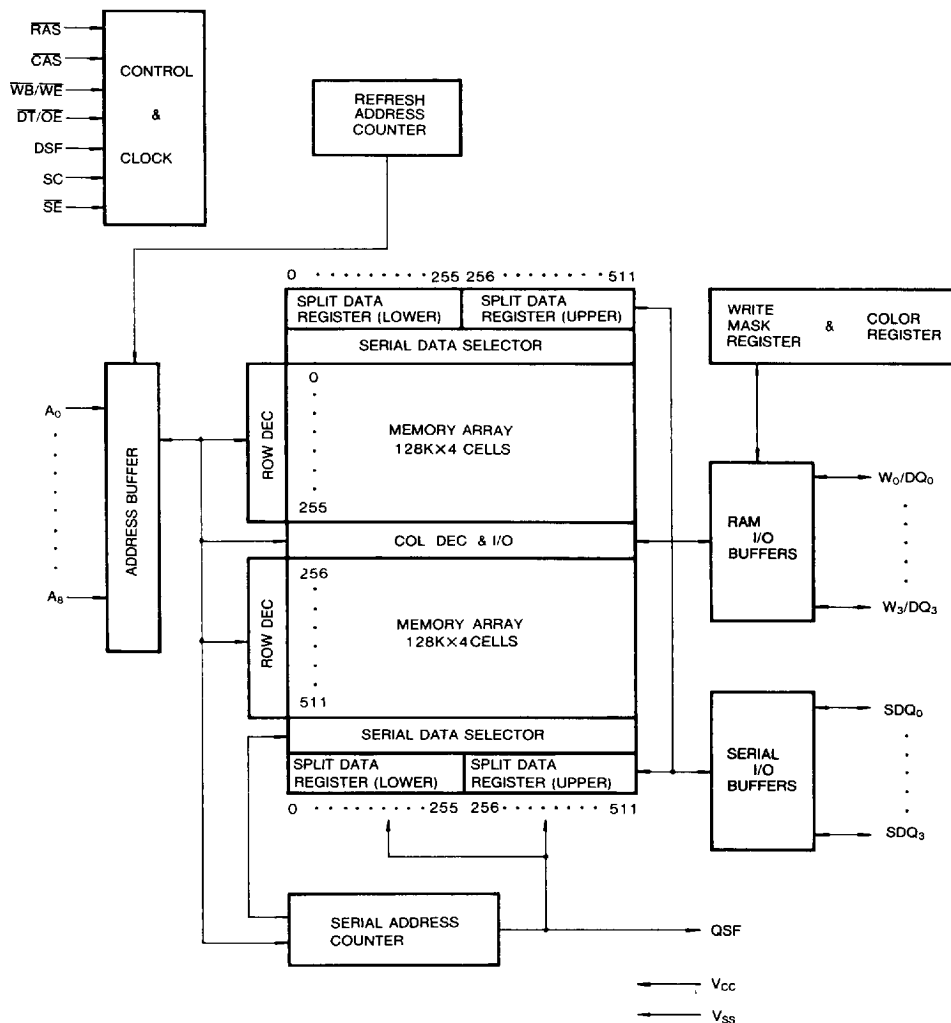 RAS
CAS
WB/WE
DT/OE
DSF
SC
SE
CONTROL
&
CLOCK
REFRESH
ADDRESS
COUNTER
0 · · · · · · · · · 255 256 · · · · · · · · 511
SPLIT DATA
REGISTER (LOWER)
SPLIT DATA
REGISTER (UPPER)
SERIAL DATA SELECTOR
WRITE
MASK
REGISTER
&
COLOR
REGISTER
A0
A8
ADDRESS BUFFER
ROW DEC
0
255
MEMORY ARRAY
128K×4 CELLS
COL DEC & I/O
ROW DEC
256
511
MEMORY ARRAY
128K×4 CELLS
SERIAL DATA SELECTOR
SPLIT DATA
REGISTER (LOWER)
SPLIT DATA
REGISTER (UPPER)
0 · · · · · · · · · 255 256 · · · · · · · · 511
RAM
I/O
BUFFERS
W0/DQ0
W3/DQ3
SERIAL
I/O
BUFFERS
SDQ0
SDQ3
SERIAL ADDRESS
COUNTER
QSF
VCC
VSS